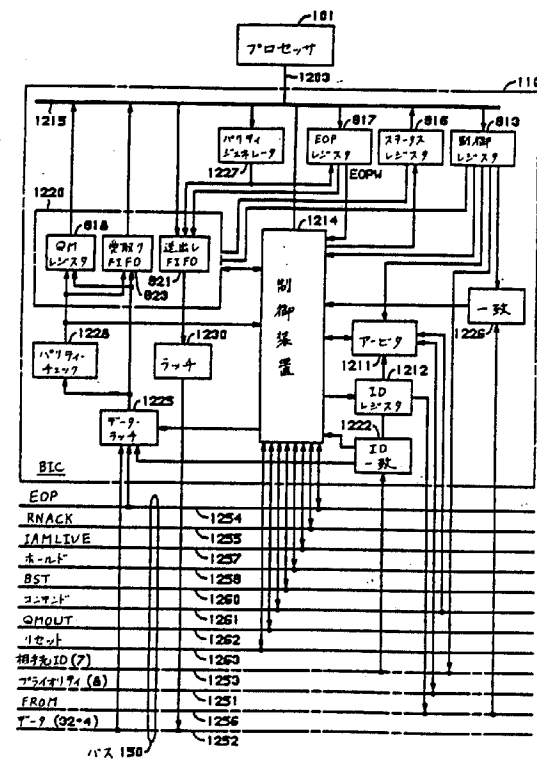 101
プロセッサ
1203
110
1215
817
816
813
パリティ
ジェネレータ
EOP
レジスタ
ステータス
レジスタ
制御
レジスタ
1227
EOPW
1220
1214
818
QM
レジスタ
受取り
FIFO
送出し
FIFO
821
823
制御装置
一致
1226
1228
1230
パリティー
チェック
ラッチ
アービタ
1211
1212
1225
ID
レジスタ
データ・
ラッチ
1222
ID
一致
BIC
EOP
1254
RNACK
1255
IAMLIVE
1257
ホールド
1258
BST
1260
コマンド
1261
QMOUT
1262
リセット
1263
相手先ID(7)
1253
プライオリティ(8)
1251
FROM
1256
データ(32+4)
1252
バス150